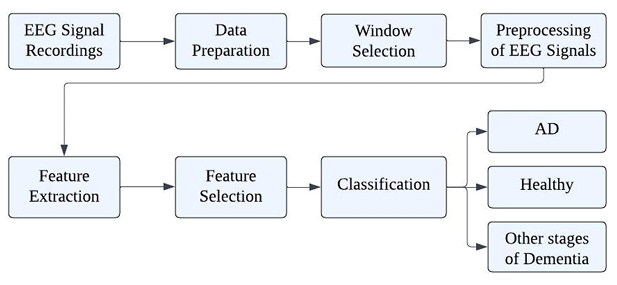 EEG Signal
Recordings
Data
Preparation
Window
Selection
Preprocessing
of EEG Signals
Feature
Extraction
Feature
Selection
Classification
AD
Healthy
Other stages
of Dementia